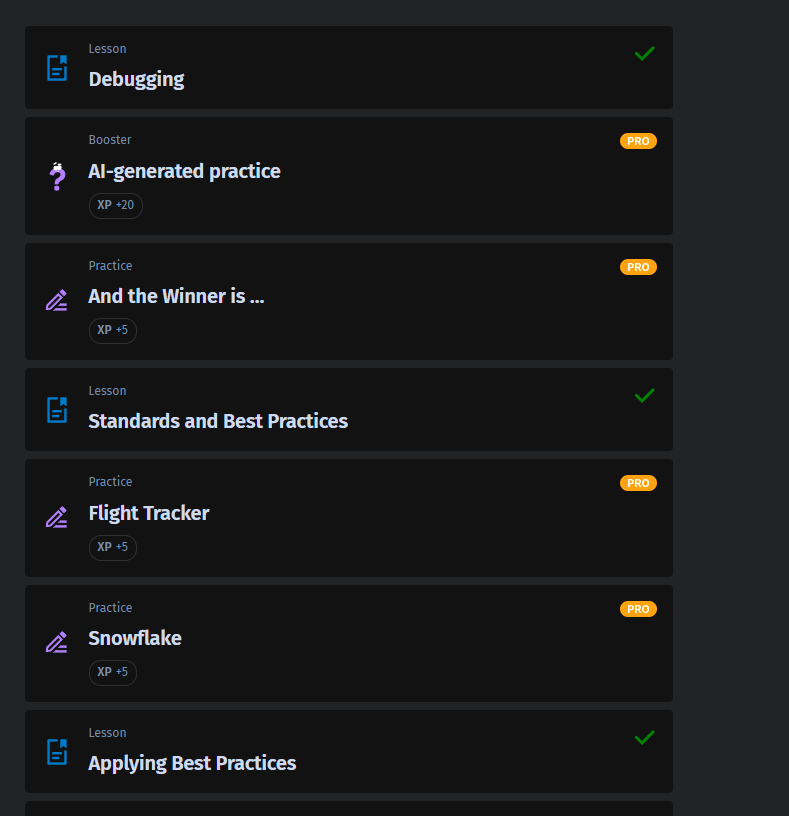 Lesson
Debugging
Booster
PRO
AI-generated practice
XP +20
Practice
PRO
And the Winner is ...
XP +5
Lesson
Standards and Best Practices
Practice
PRO
Flight Tracker
XP +5
Practice
PRO
Snowflake
XP +5
Lesson
Applying Best Practices